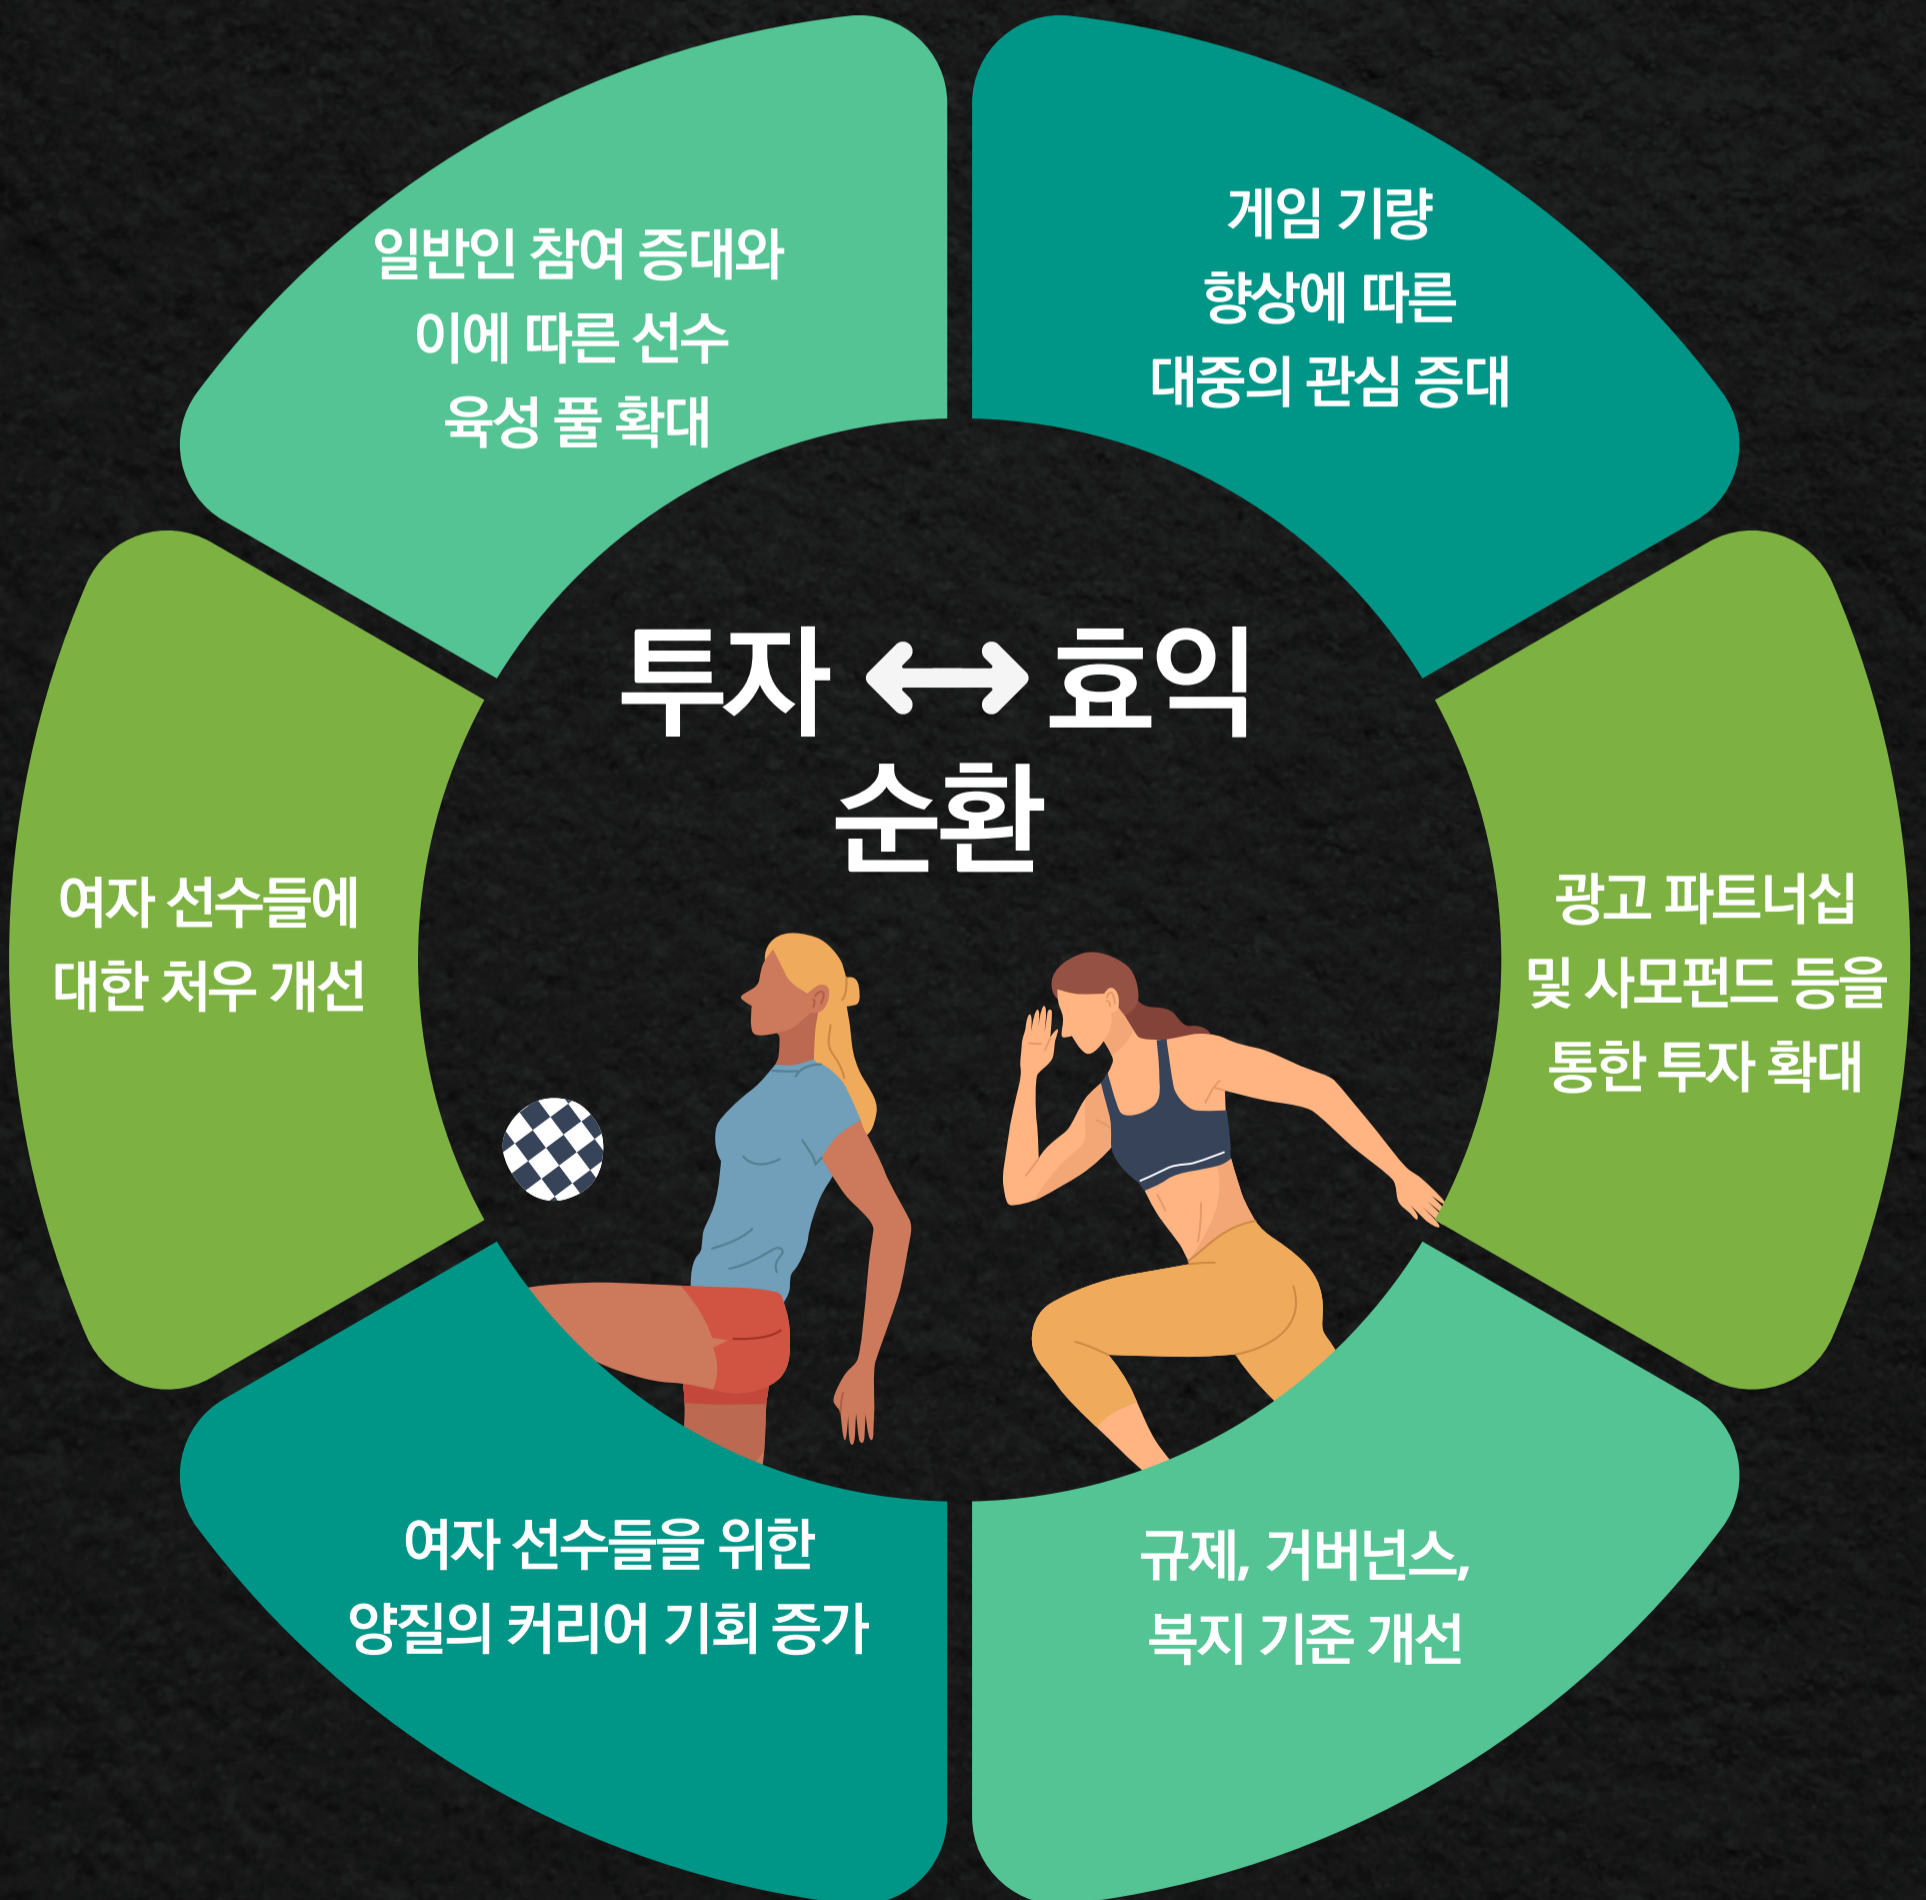 투자 ↔ 효익
순환
게임 기량
향상에 따른
대중의 관심 증대
광고 파트너십
및 사모펀드 등을
통한 투자 확대
규제, 거버넌스,
복지 기준 개선
여자 선수들을 위한
양질의 커리어 기회 증가
여자 선수들에
대한 처우 개선
일반인 참여 증대와
이에 따른 선수
육성 풀 확대